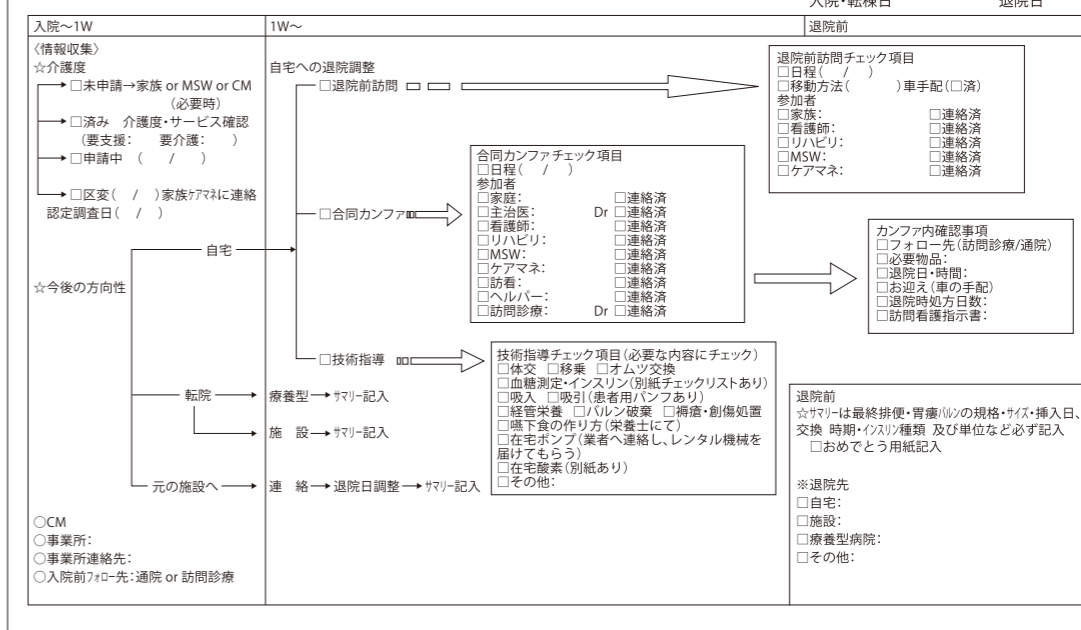 入院・転棟日　退院日
入院～1W　1W～　退院前
〈情報収集〉
☆介護度
□未申請→家族 or MSW or CM
（必要時）
□済み　介護度・サービス確認
（要支援：　要介護：　）
□申請中　（　/　）
□区変（　/　）家族ｹｱﾏﾈに連絡
認定調査日（　/　）
☆今後の方向性
自宅
転院
元の施設へ
○CM
○事業所：
○事業所連絡先：
○入院前ﾌｫﾛｰ先：通院 or 訪問診療
自宅への退院調整
□退院前訪問
□合同カンファ
□技術指導
療養型→ｻﾏﾘｰ記入
施　設→ｻﾏﾘｰ記入
連　絡→退院日調整→ｻﾏﾘｰ記入
合同カンファチェック項目
□日程（　/　）
参加者
□家庭：　□連絡済
□主治医：　Dr □連絡済
□看護師：　□連絡済
□リハビリ：　□連絡済
□MSW：　□連絡済
□ケアマネ：　□連絡済
□訪看：　□連絡済
□ヘルパー：　□連絡済
□訪問診療：　Dr □連絡済
技術指導チェック項目（必要な内容にチェック）
□体交　□移乗　□オムツ交換
□血糖測定・インスリン（別紙チェックリストあり）
□吸入　□吸引（患者用パンフあり）
□経管栄養　□バルン破棄　□褥瘡・創傷処置
□嚥下食の作り方（栄養士にて）
□在宅ポンプ（業者へ連絡し、レンタル機械を
届けてもらう）
□在宅酸素（別紙あり）
□その他：
退院前訪問チェック項目
□日程（　/　）
□移動方法（　）車手配（□済）
参加者
□家族：　□連絡済
□看護師：　□連絡済
□リハビリ：　□連絡済
□MSW：　□連絡済
□ケアマネ：　□連絡済
カンファ内確認事項
□フォロー先（訪問診療/通院）
□必要物品：
□退院日・時間：
□お迎え（車の手配）
□退院時処方日数：
□訪問看護指示書：
退院前
☆ｻﾏﾘｰは最終排便・胃瘻ﾊﾞﾙﾝの規格・ｻｲｽﾞ・挿入日、
交換 時期・ｲﾝｽﾘﾝ種類 及び単位など必ず記入
□おめでとう用紙記入
※退院先
□自宅：
□施設：
□療養型病院：
□その他：